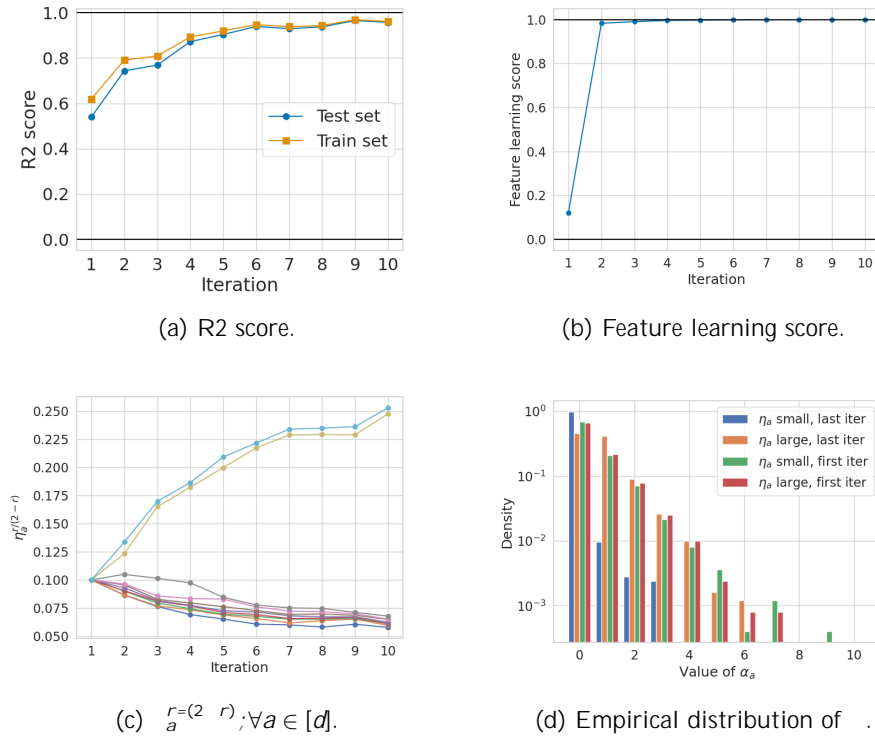 1.0
0.8
0.6
0.4
0.2
0.0
R2 score
Test set
Train set
1 2 3 4 5 6 7 8 9 10
Iteration
(a) R2 score.
1.0
0.8
0.6
0.4
0.2
0.0
Feature learning score
1 2 3 4 5 6 7 8 9 10
Iteration
(b) Feature learning score.
0.250
0.225
0.200
0.175
0.150
0.125
0.100
0.075
0.050
η_a^{r/(2−r)}
1 2 3 4 5 6 7 8 9 10
Iteration
(c) _a^{r=(2 r)};∀a ∈ [d].
10⁰
10⁻¹
10⁻²
10⁻³
Density
η_a small, last iter
η_a large, last iter
η_a small, first iter
η_a large, first iter
0 2 4 6 8 10
Value of α_a
(d) Empirical distribution of .